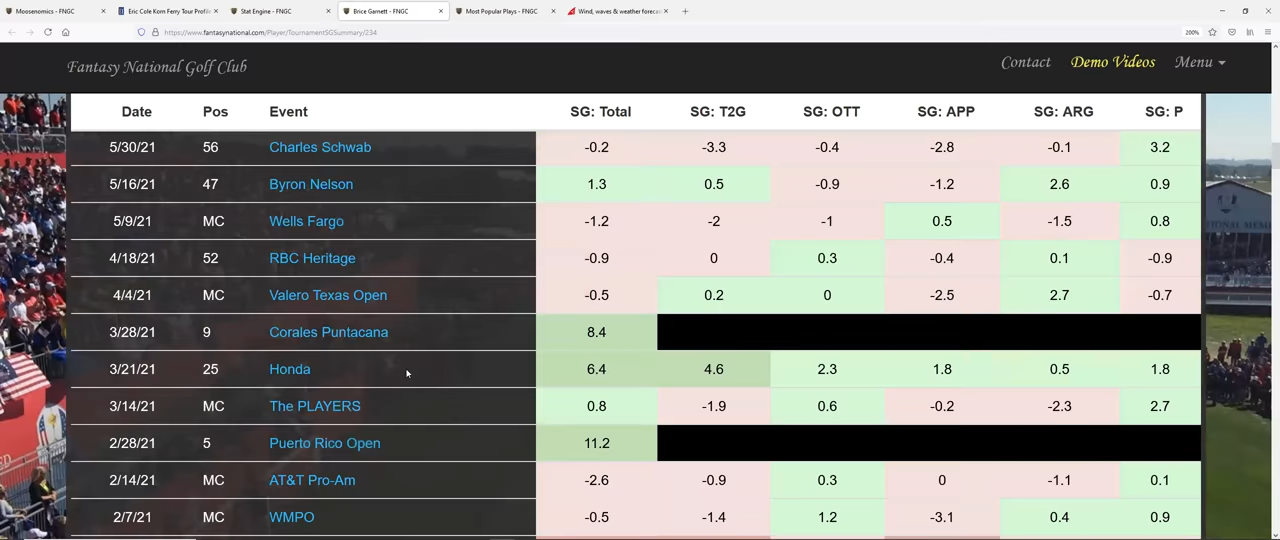 Moosenomics - FNGC
Eric Cole Korn Ferry Tour Profile
Stat Engine - FNGC
Brice Garnett - FNGC
Most Popular Plays - FNGC
Wind, waves & weather forecas
https://www.fantasynational.com/Player/TournamentSGSummary/234
200%
Fantasy National Golf Club
Contact Demo Videos Menu
Date Pos Event SG: Total SG: T2G SG: OTT SG: APP SG: ARG SG: P
5/30/21 56 Charles Schwab -0.2 -3.3 -0.4 -2.8 -0.1 3.2
5/16/21 47 Byron Nelson 1.3 0.5 -0.9 -1.2 2.6 0.9
5/9/21 MC Wells Fargo -1.2 -2 -1 0.5 -1.5 0.8
4/18/21 52 RBC Heritage -0.9 0 0.3 -0.4 0.1 -0.9
4/4/21 MC Valero Texas Open -0.5 0.2 0 -2.5 2.7 -0.7
3/28/21 9 Corales Puntacana 8.4
3/21/21 25 Honda 6.4 4.6 2.3 1.8 0.5 1.8
3/14/21 MC The PLAYERS 0.8 -1.9 0.6 -0.2 -2.3 2.7
2/28/21 5 Puerto Rico Open 11.2
2/14/21 MC AT&T Pro-Am -2.6 -0.9 0.3 0 -1.1 0.1
2/7/21 MC WMPO -0.5 -1.4 1.2 -3.1 0.4 0.9